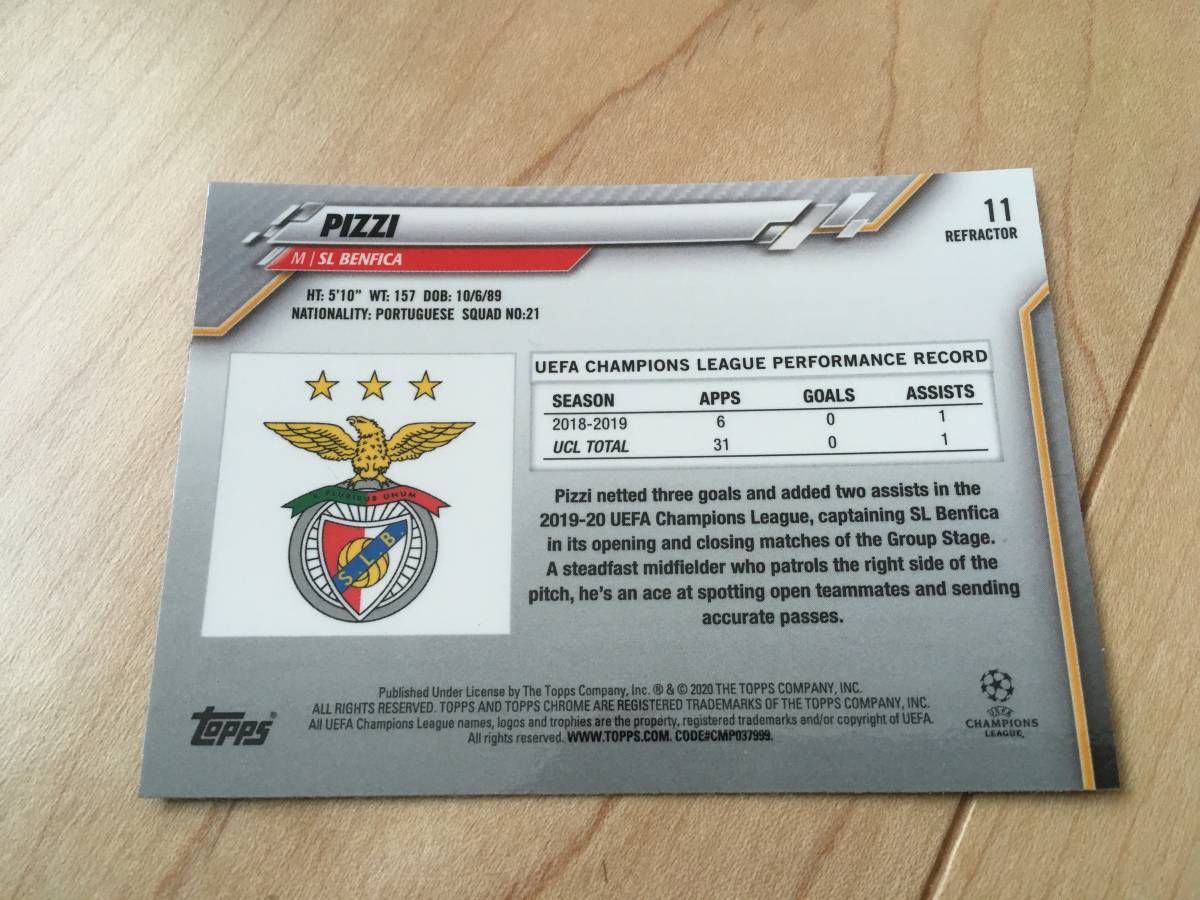 PIZZI
11
REFRACTOR
M | SL BENFICA
HT: 5'10" WT: 157 DOB: 10/6/89
NATIONALITY: PORTUGUESE SQUAD NO:21
UEFA CHAMPIONS LEAGUE PERFORMANCE RECORD
SEASON APPS GOALS ASSISTS
2018-2019 6 0 1
UCL TOTAL 31 0 1
E PLURIBUS UNUM
S.L.B.
Pizzi netted three goals and added two assists in the
2019-20 UEFA Champions League, captaining SL Benfica
in its opening and closing matches of the Group Stage.
A steadfast midfielder who patrols the right side of the
pitch, he's an ace at spotting open teammates and sending
accurate passes.
Published Under License by The Topps Company, Inc. ® & © 2020 THE TOPPS COMPANY, INC.
ALL RIGHTS RESERVED. TOPPS AND TOPPS CHROME ARE REGISTERED TRADEMARKS OF THE TOPPS COMPANY, INC.
All UEFA Champions League names, logos and trophies are the property, registered trademarks and/or copyright of UEFA.
All rights reserved. WWW.TOPPS.COM. CODE#CMP037999.
Topps®
UEFA
CHAMPIONS
LEAGUE